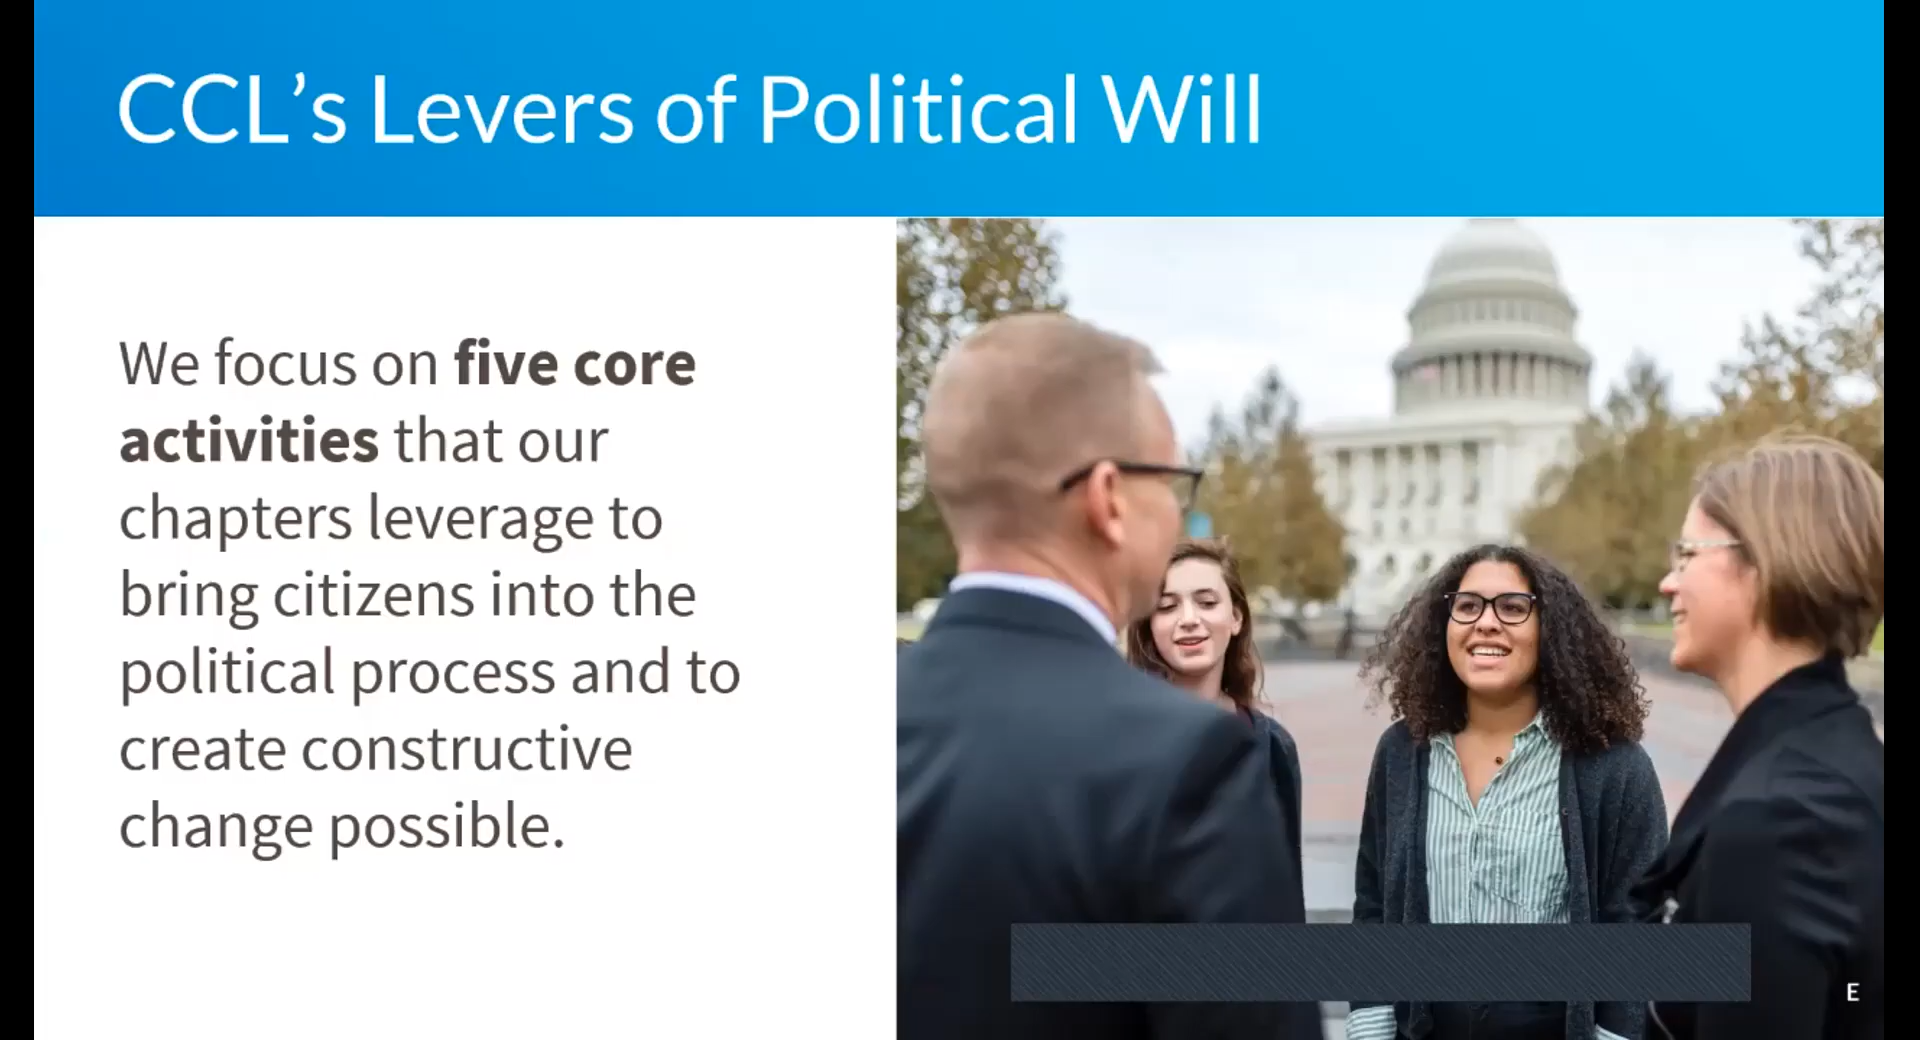 CCL’s Levers of Political Will
We focus on five core
activities that our
chapters leverage to
bring citizens into the
political process and to
create constructive
change possible.
E